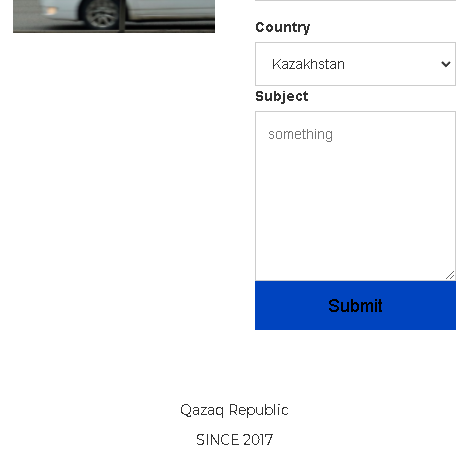 Country
Kazakhstan
Subject
something
Submit
Qazaq Republic
SINCE 2017